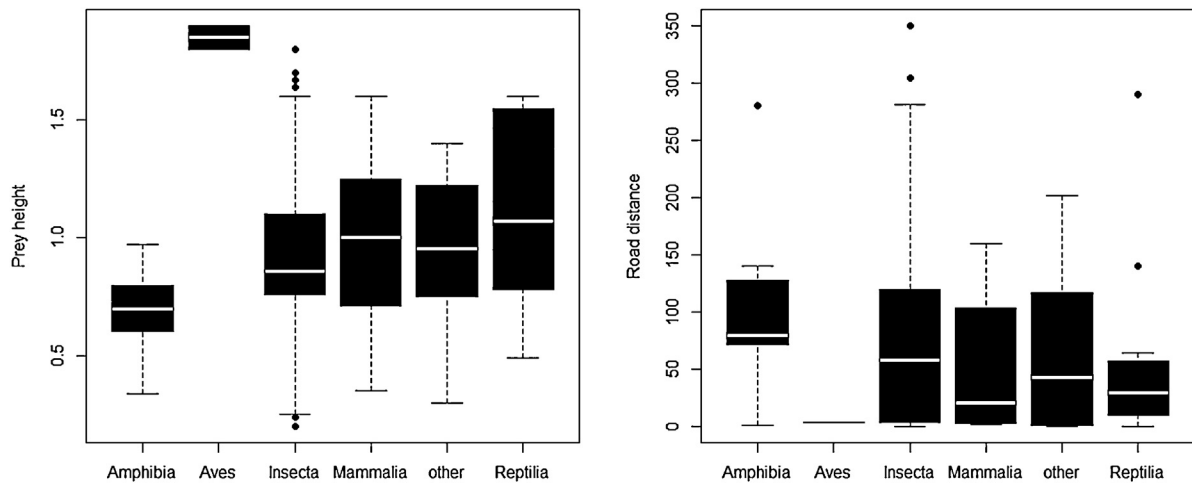 Prey height
1.5
1.0
0.5
Amphibia Aves Insecta Mammalia other Reptilia
Road distance
350
300
250
200
150
100
50
0
Amphibia Aves Insecta Mammalia other Reptilia